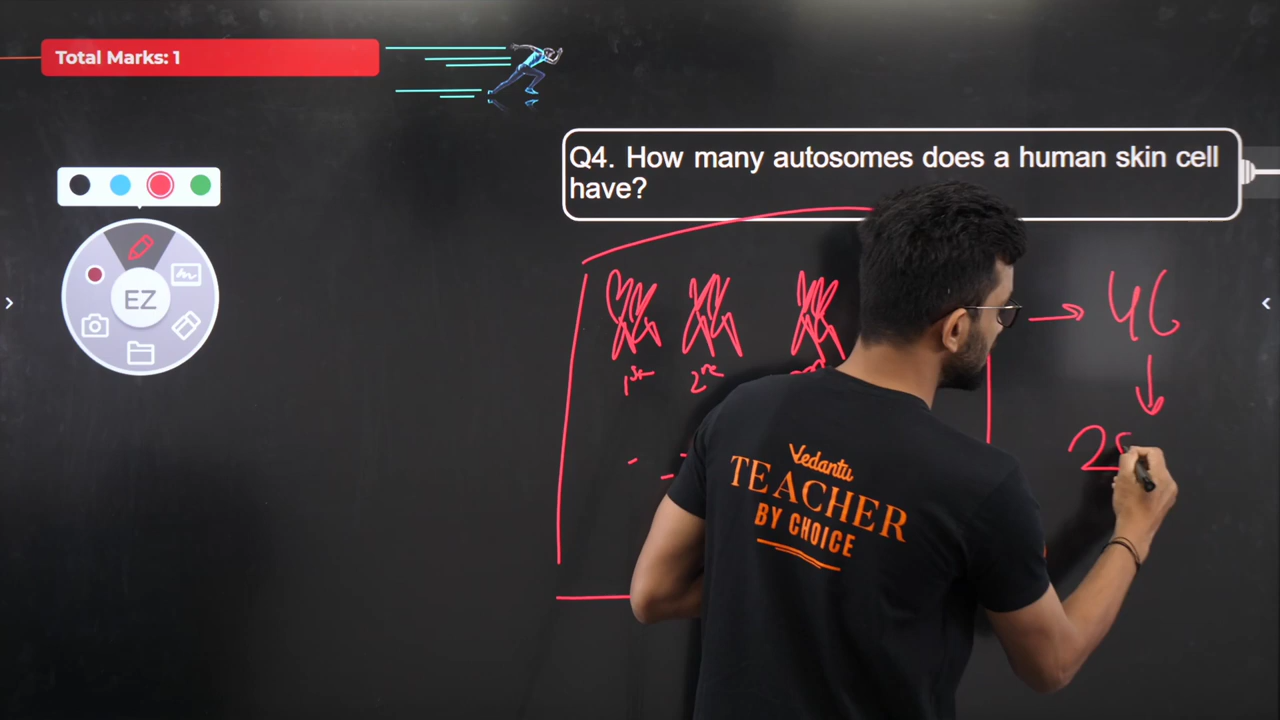 Total Marks: 1
Q4. How many autosomes does a human skin cell
have?
EZ
46
1st
2nd
Vedantu
TEACHER
BY CHOICE